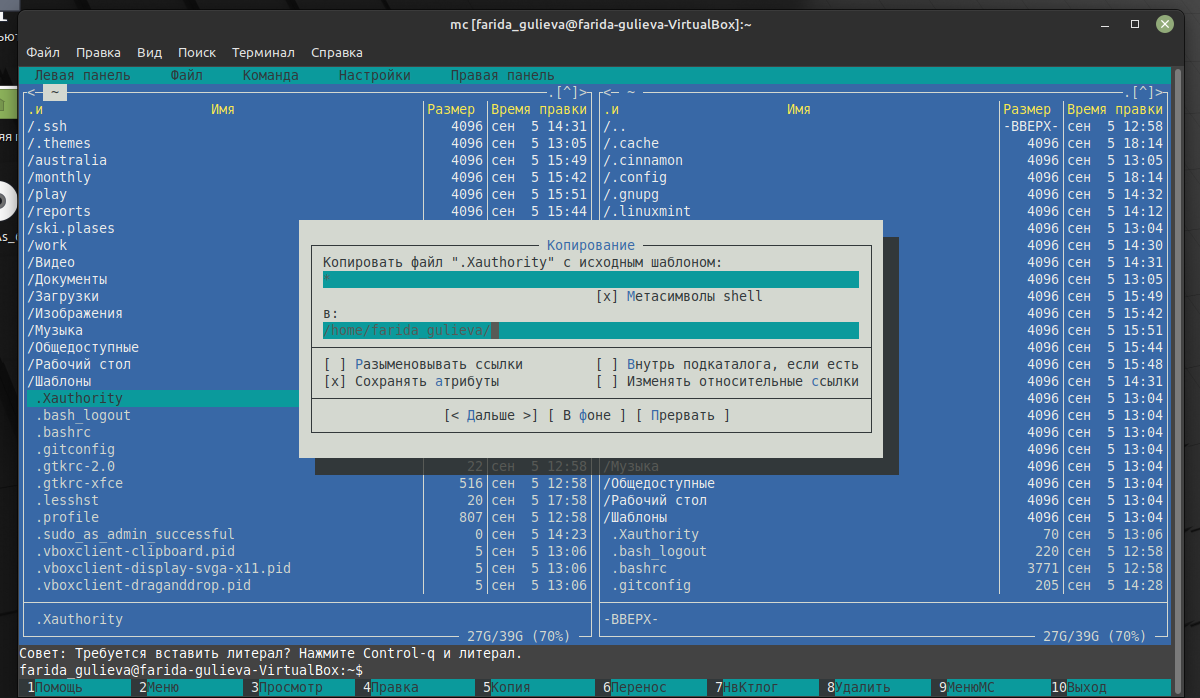 mc [farida_gulieva@farida-gulieva-VirtualBox]:~
Файл Правка Вид Поиск Терминал Справка
Левая панель Файл Команда Настройки Правая панель
<─ ~ .[^]> <─ ~ .[^]>
.и Имя Размер Время правки .и Имя Размер Время правки
/.ssh 4096 сен 5 14:31 /.. -ВВЕРХ- сен 5 12:58
/.themes 4096 сен 5 13:05 /.cache 4096 сен 5 18:14
/australia 4096 сен 5 15:49 /.cinnamon 4096 сен 5 13:05
/monthly 4096 сен 5 15:42 /.config 4096 сен 5 18:14
/play 4096 сен 5 15:51 /.gnupg 4096 сен 5 14:32
/reports 4096 сен 5 15:44 /.linuxmint 4096 сен 5 14:12
/ski.plases 4096 сен 5 13:04
/work Копирование 4096 сен 5 14:30
/Видео Копировать файл ".Xauthority" с исходным шаблоном: 4096 сен 5 14:31
/Документы * 4096 сен 5 13:05
/Загрузки [x] Метасимволы shell 4096 сен 5 15:49
/Изображения в: 4096 сен 5 15:42
/Музыка /home/farida_gulieva/ 4096 сен 5 15:51
/Общедоступные 4096 сен 5 15:44
/Рабочий стол [ ] Разыменовывать ссылки [ ] Внутрь подкаталога, если есть 4096 сен 5 15:48
/Шаблоны [x] Сохранять атрибуты [ ] Изменять относительные ссылки 4096 сен 5 14:31
.Xauthority 4096 сен 5 13:04
.bash_logout [< Дальше >] [ В фоне ] [ Прервать ] 4096 сен 5 13:04
.bashrc 4096 сен 5 13:04
.gitconfig 4096 сен 5 13:04
.gtkrc-2.0 22 сен 5 12:58 /Музыка 4096 сен 5 13:04
.gtkrc-xfce 516 сен 5 12:58 /Общедоступные 4096 сен 5 13:04
.lesshst 20 сен 5 17:58 /Рабочий стол 4096 сен 5 13:04
.profile 807 сен 5 12:58 /Шаблоны 4096 сен 5 13:04
.sudo_as_admin_successful 0 сен 5 14:23 .Xauthority 70 сен 5 13:06
.vboxclient-clipboard.pid 5 сен 5 13:06 .bash_logout 220 сен 5 12:58
.vboxclient-display-svga-x11.pid 5 сен 5 13:06 .bashrc 3771 сен 5 12:58
.vboxclient-draganddrop.pid 5 сен 5 13:06 .gitconfig 205 сен 5 14:28
.Xauthority -ВВЕРХ-
27G/39G (70%) 27G/39G (70%)
Совет: Требуется вставить литерал? Нажмите Control-q и литерал.
farida_gulieva@farida-gulieva-VirtualBox:~$
1Помощь 2Меню 3Просмотр 4Правка 5Копия 6Перенос 7НвКтлог 8Удалить 9МенюМС 10Выход